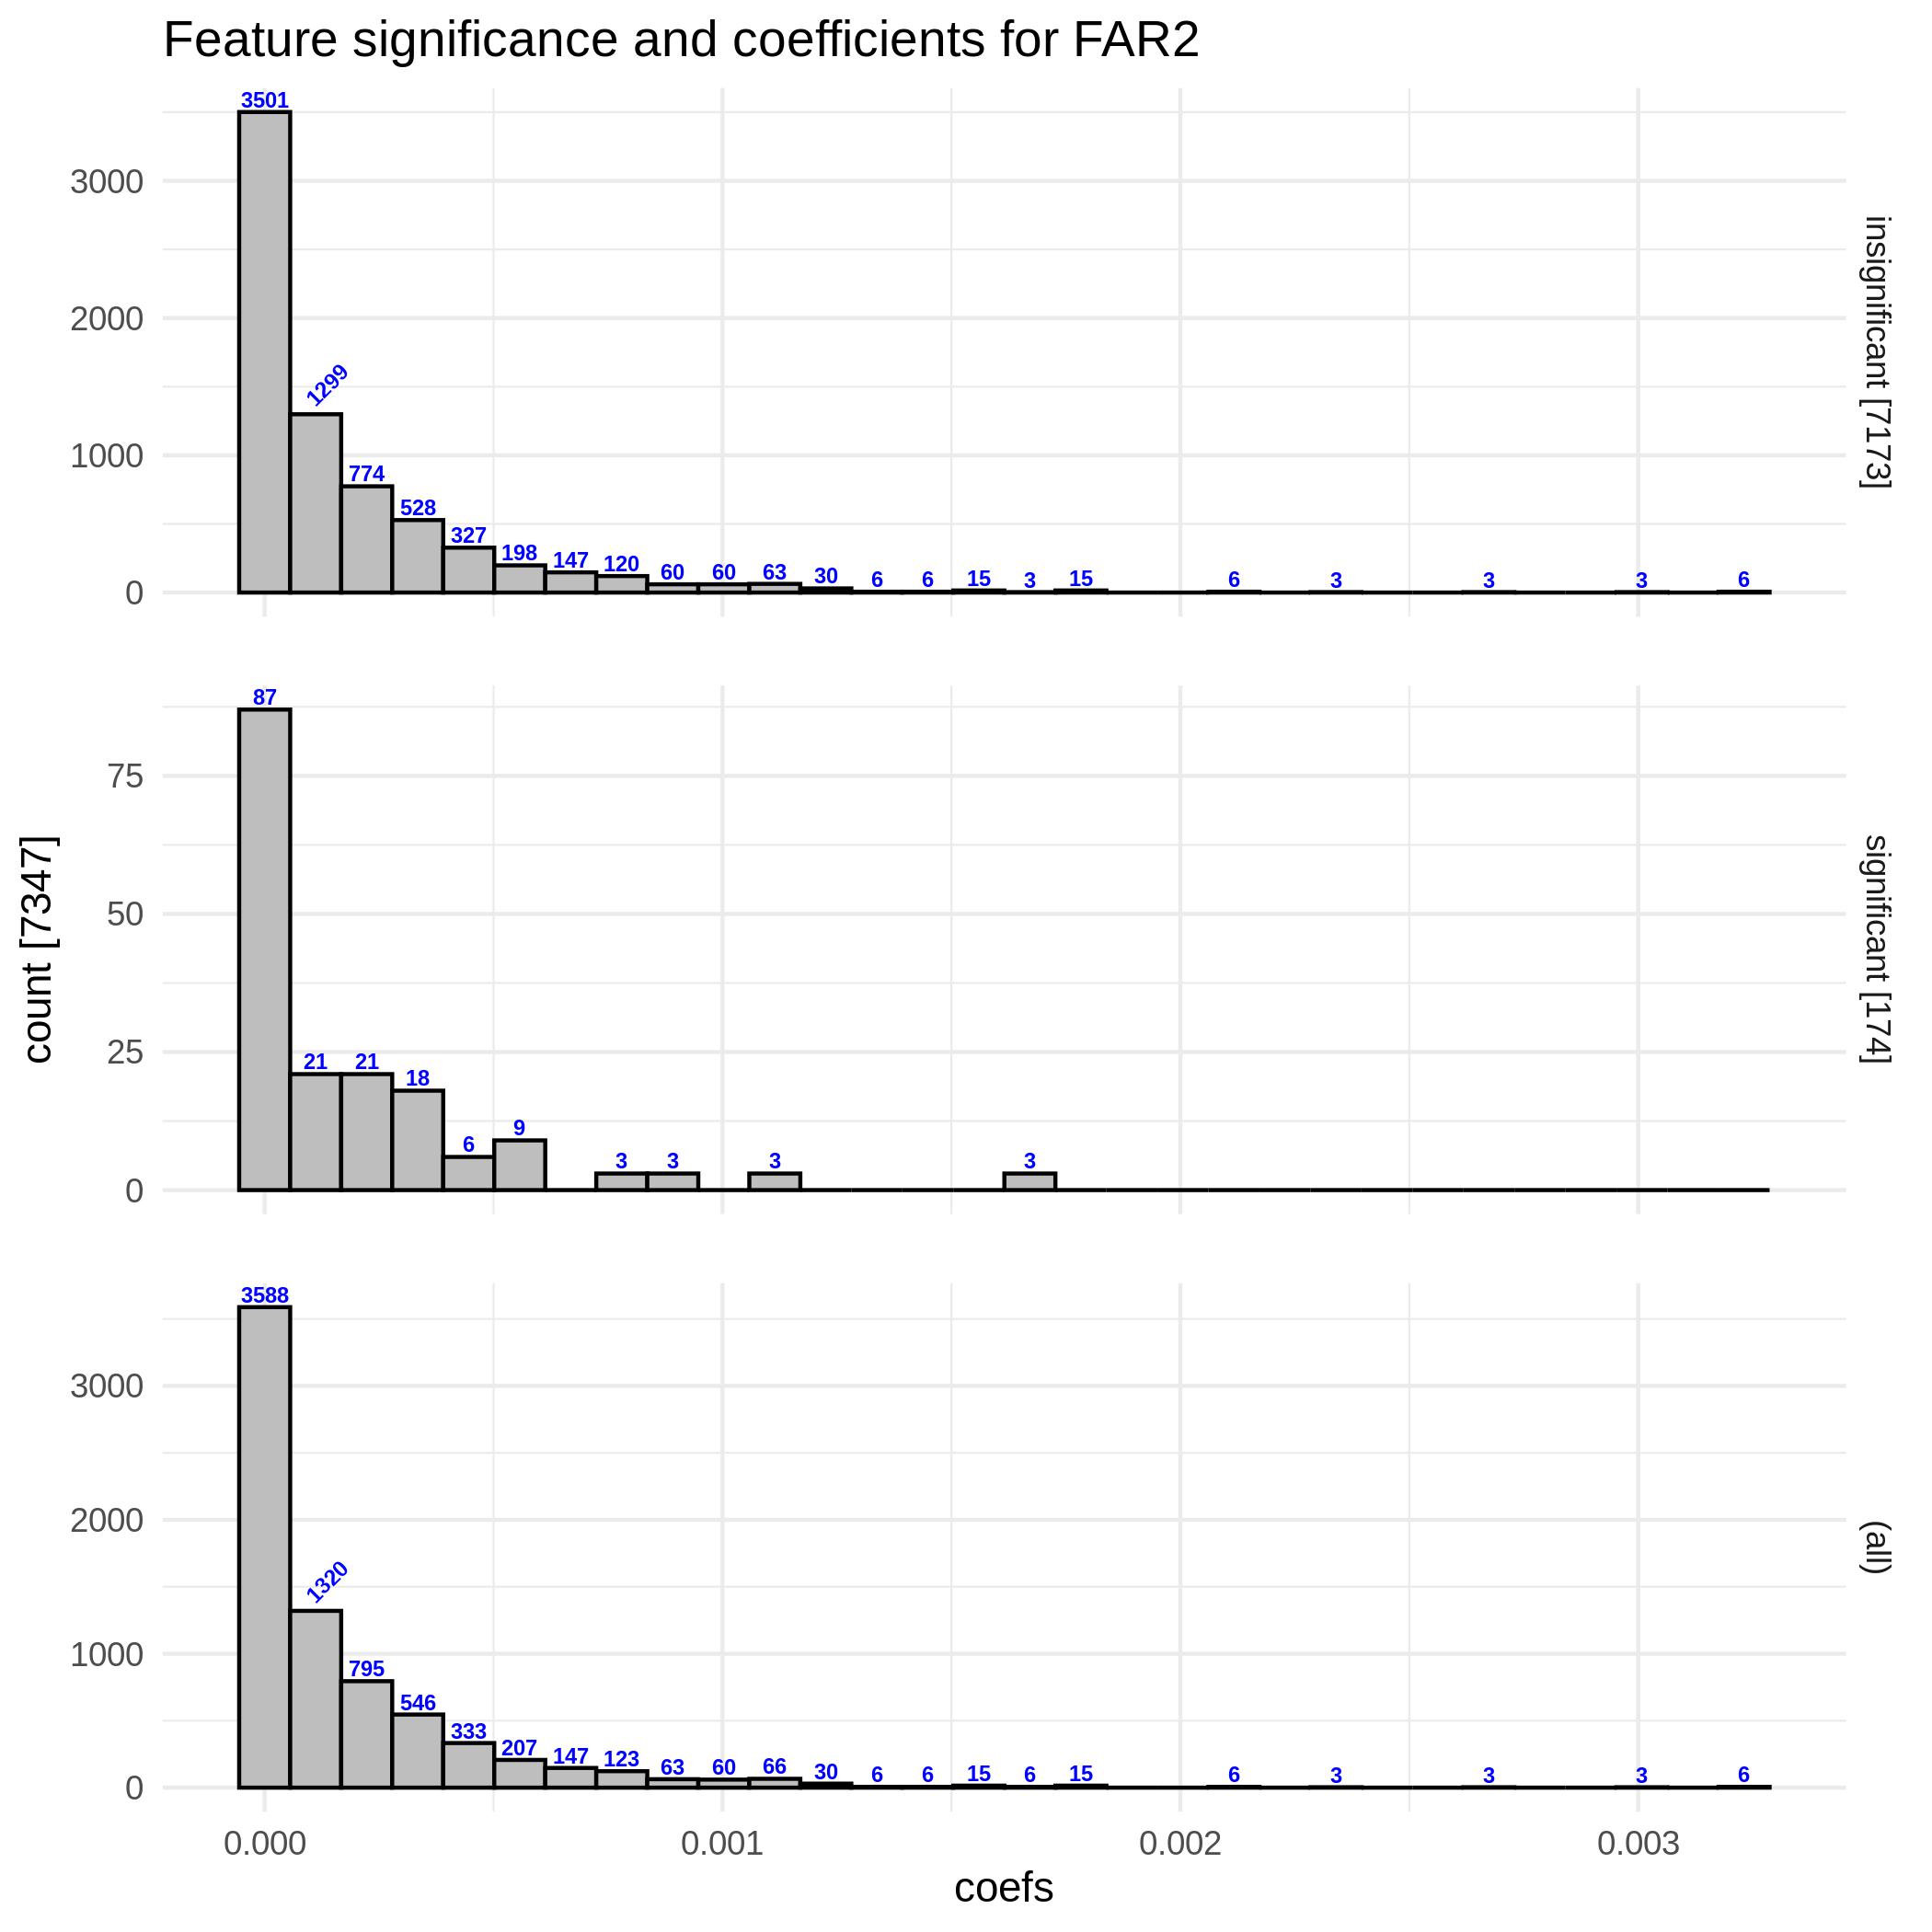 Feature significance and coefficients for FAR2
3501
1299
774
528
327
198 147 120 60 60 63 30 6 6 15 3 15 6 3 3 3 6
3000
2000
1000
0
insignificant [7173]
87
21 21 18
6 9 3 3 3 3
75
50
25
0
significant [174]
count [7347]
3588
1320
795
546
333
207 147 123 63 60 66 30 6 6 15 6 15 6 3 3 3 6
3000
2000
1000
0
(all)
0.000 0.001 0.002 0.003
coefs